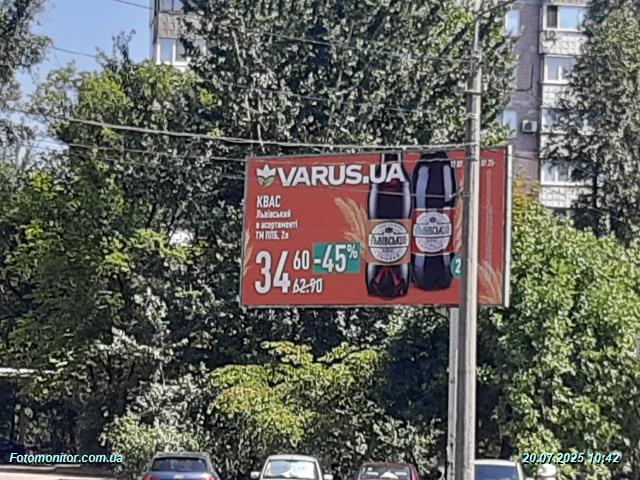 VARUS.UA
КВАС
Львівський
в асортименті
ТМ ППБ, 2л
34 60 -45%
62.90
ЛЬВІВСЬКИЙ
ЛЬВІВСЬКИЙ
Fotomonitor.com.ua
20.07.2025 10:42